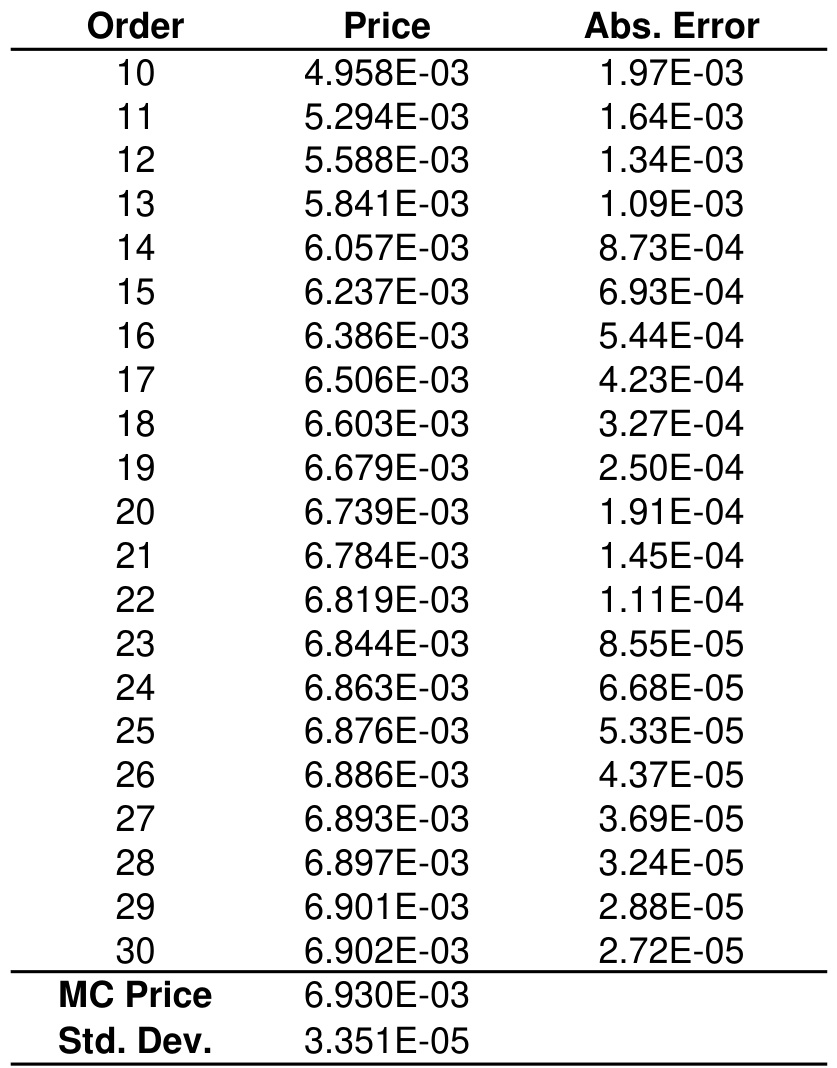 Order Price Abs. Error
10 4.958E-03 1.97E-03
11 5.294E-03 1.64E-03
12 5.588E-03 1.34E-03
13 5.841E-03 1.09E-03
14 6.057E-03 8.73E-04
15 6.237E-03 6.93E-04
16 6.386E-03 5.44E-04
17 6.506E-03 4.23E-04
18 6.603E-03 3.27E-04
19 6.679E-03 2.50E-04
20 6.739E-03 1.91E-04
21 6.784E-03 1.45E-04
22 6.819E-03 1.11E-04
23 6.844E-03 8.55E-05
24 6.863E-03 6.68E-05
25 6.876E-03 5.33E-05
26 6.886E-03 4.37E-05
27 6.893E-03 3.69E-05
28 6.897E-03 3.24E-05
29 6.901E-03 2.88E-05
30 6.902E-03 2.72E-05
MC Price 6.930E-03
Std. Dev. 3.351E-05